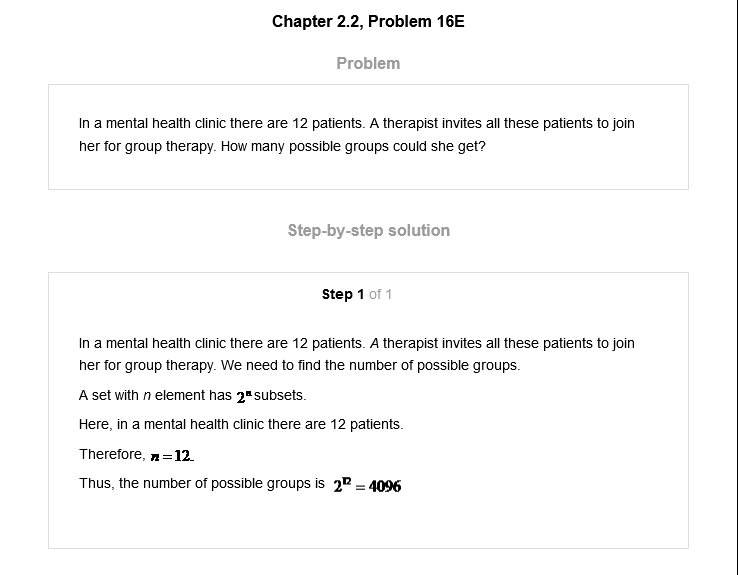 Chapter 2.2, Problem 16E
Problem
In a mental health clinic there are 12 patients. A therapist invites all these patients to join
her for group therapy. How many possible groups could she get?
Step-by-step solution
Step 1 of 1
In a mental health clinic there are 12 patients. A therapist invites all these patients to join
her for group therapy. We need to find the number of possible groups.
A set with n element has 2ⁿ subsets.
Here, in a mental health clinic there are 12 patients.
Therefore, n = 12.
Thus, the number of possible groups is 2¹² = 4096